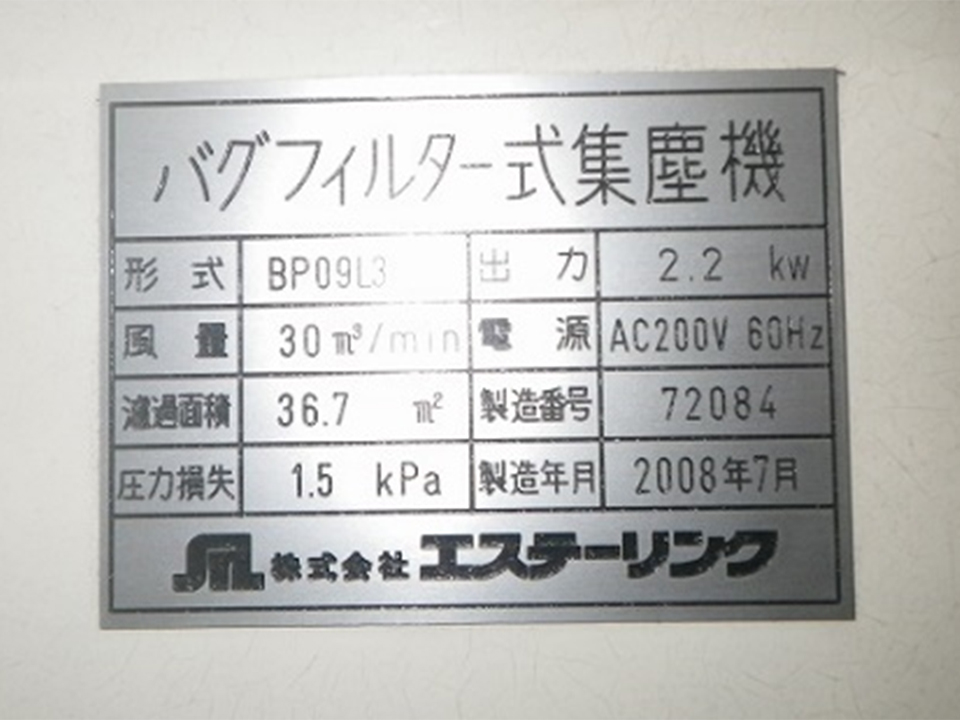 バグフィルター式集塵機
形 式 BP09L3 出 力 2.2 kw
風 量 30 m³/min 電 源 AC200V 60Hz
濾過面積 36.7 m² 製造番号 72084
圧力損失 1.5 kPa 製造年月 2008年7月
株式会社 エステーリンク